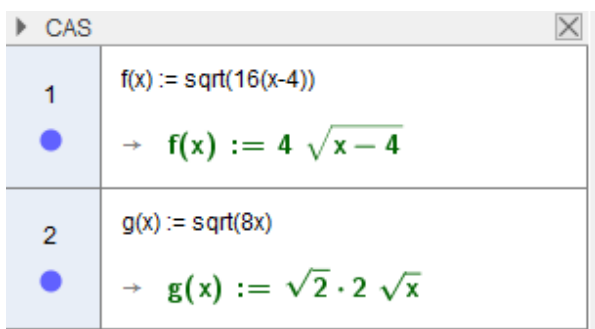 CAS
1
f(x) := sqrt(16(x-4))
→ f(x) := 4 √(x − 4)
2
g(x) := sqrt(8x)
→ g(x) := √2 · 2 √x